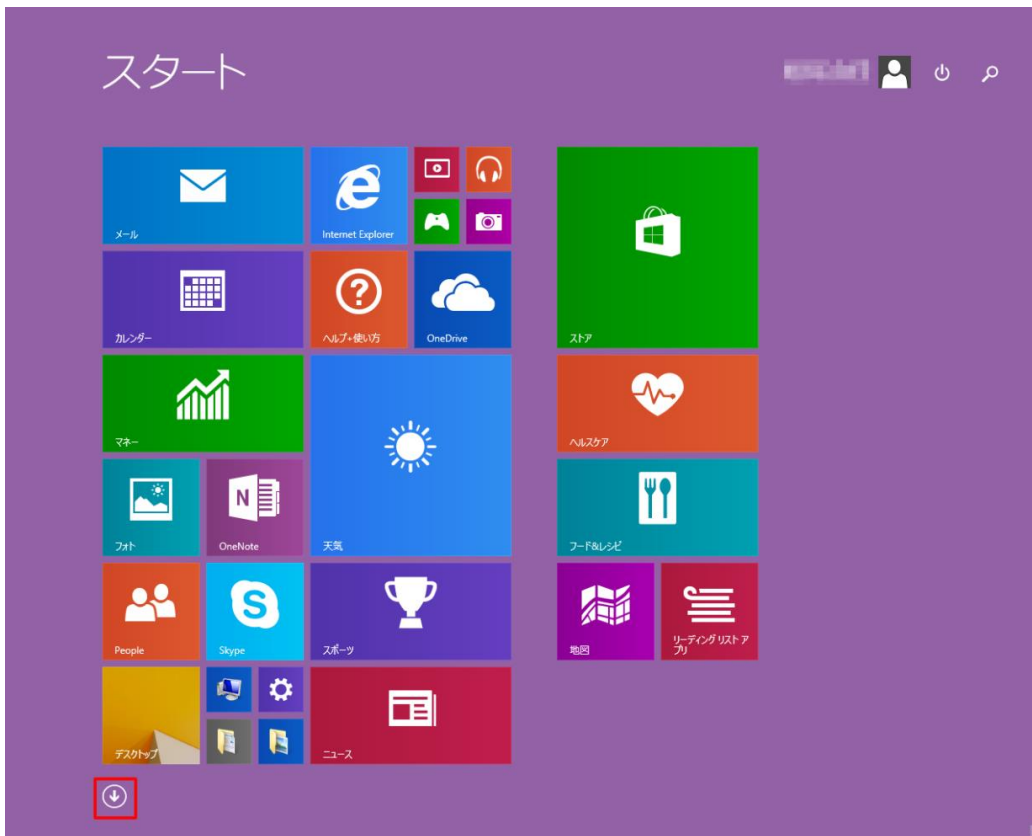 スタート
メール
Internet Explorer
カレンダー
ヘルプ+使い方
OneDrive
ストア
マネー
ヘルスケア
フォト
N
OneNote
天気
フード&レシピ
People
S
Skype
スポーツ
地図
リーディング リスト ア
プリ
デスクトップ
ニュース